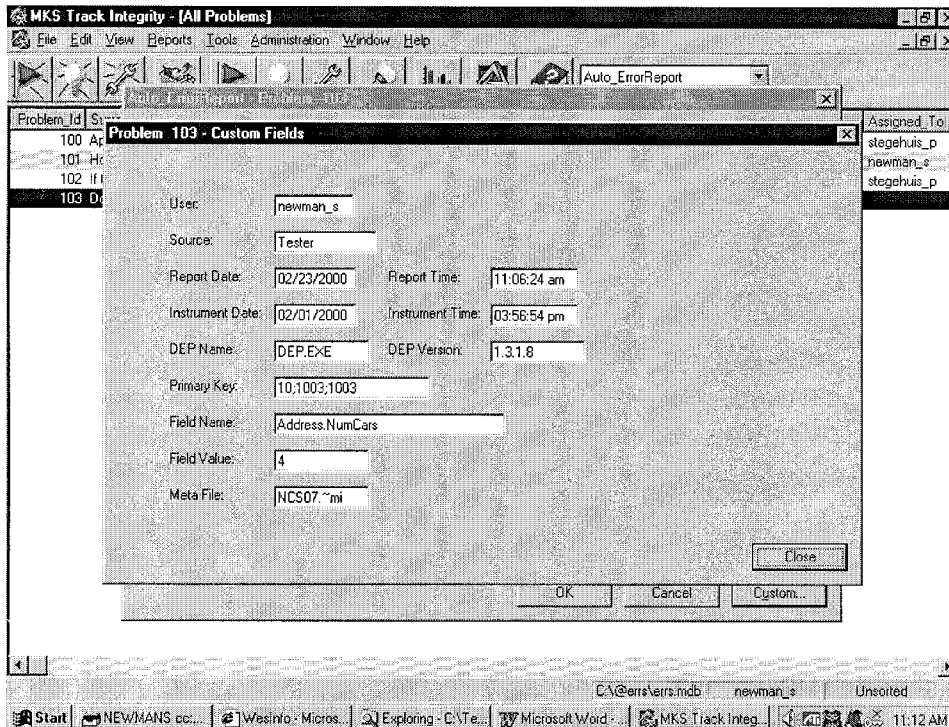 MKS Track Integrity - [All Problems]
File Edit View Reports Tools Administration Window Help
Auto_ErrorReport
Auto_ErrorReport - Problem 103
Problem_Id
Assigned_To
100 stegehuis_p
101 newman_s
102 If stegehuis_p
103
Problem 103 - Custom Fields
User: newman_s
Source: Tester
Report Date: 02/23/2000 Report Time: 11:06:24 am
Instrument Date: 02/01/2000 Instrument Time: 03:56:54 pm
DEP Name: DEP.EXE DEP Version: 1.3.1.8
Primary Key: 10;1003;1003
Field Name: Address.NumCars
Field Value: 4
Meta File: NCS07.~mi
Close
OK Cancel Custom...
C:\@errs\errs.mdb newman_s Unsorted
Start NEWMANS cc:... Wesinfo - Micros... Exploring - C:\Te... Microsoft Word - ... MKS Track Integ... 11:12 AM